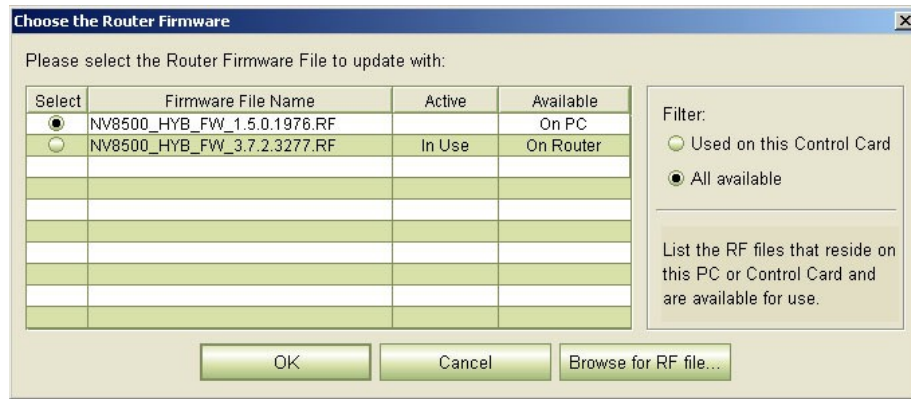 Choose the Router Firmware
Please select the Router Firmware File to update with:
Select Firmware File Name Active Available
NV8500_HYB_FW_1.5.0.1976.RF On PC
NV8500_HYB_FW_3.7.2.3277.RF In Use On Router
Filter:
Used on this Control Card
All available
List the RF files that reside on
this PC or Control Card and
are available for use.
OK Cancel Browse for RF file...